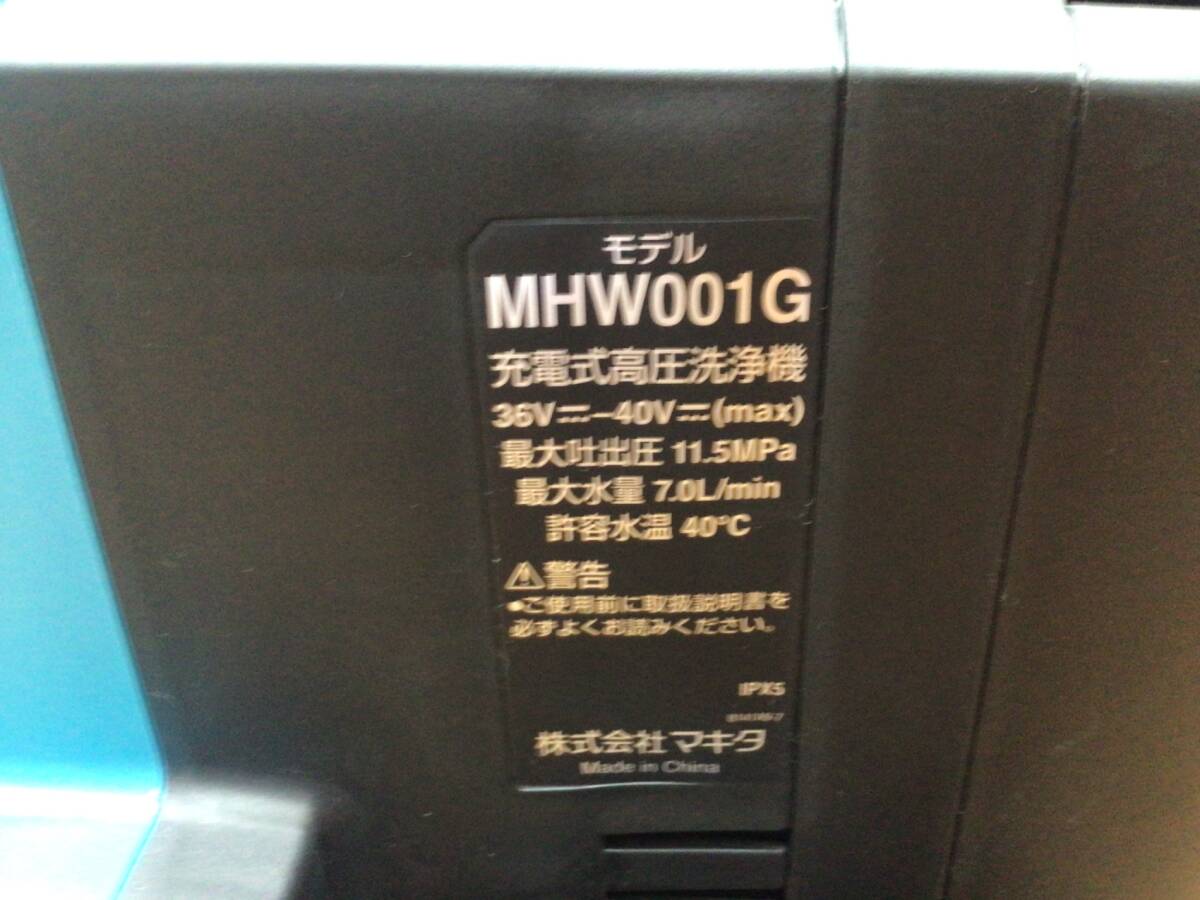 モデル
MHW001G
充電式高圧洗浄機
36V⎓-40V⎓(max)
最大吐出圧 11.5MPa
最大水量 7.0L/min
許容水温 40℃
⚠警告
•ご使用前に取扱説明書を
必ずよくお読みください。
IPX5
株式会社マキタ
Made in China